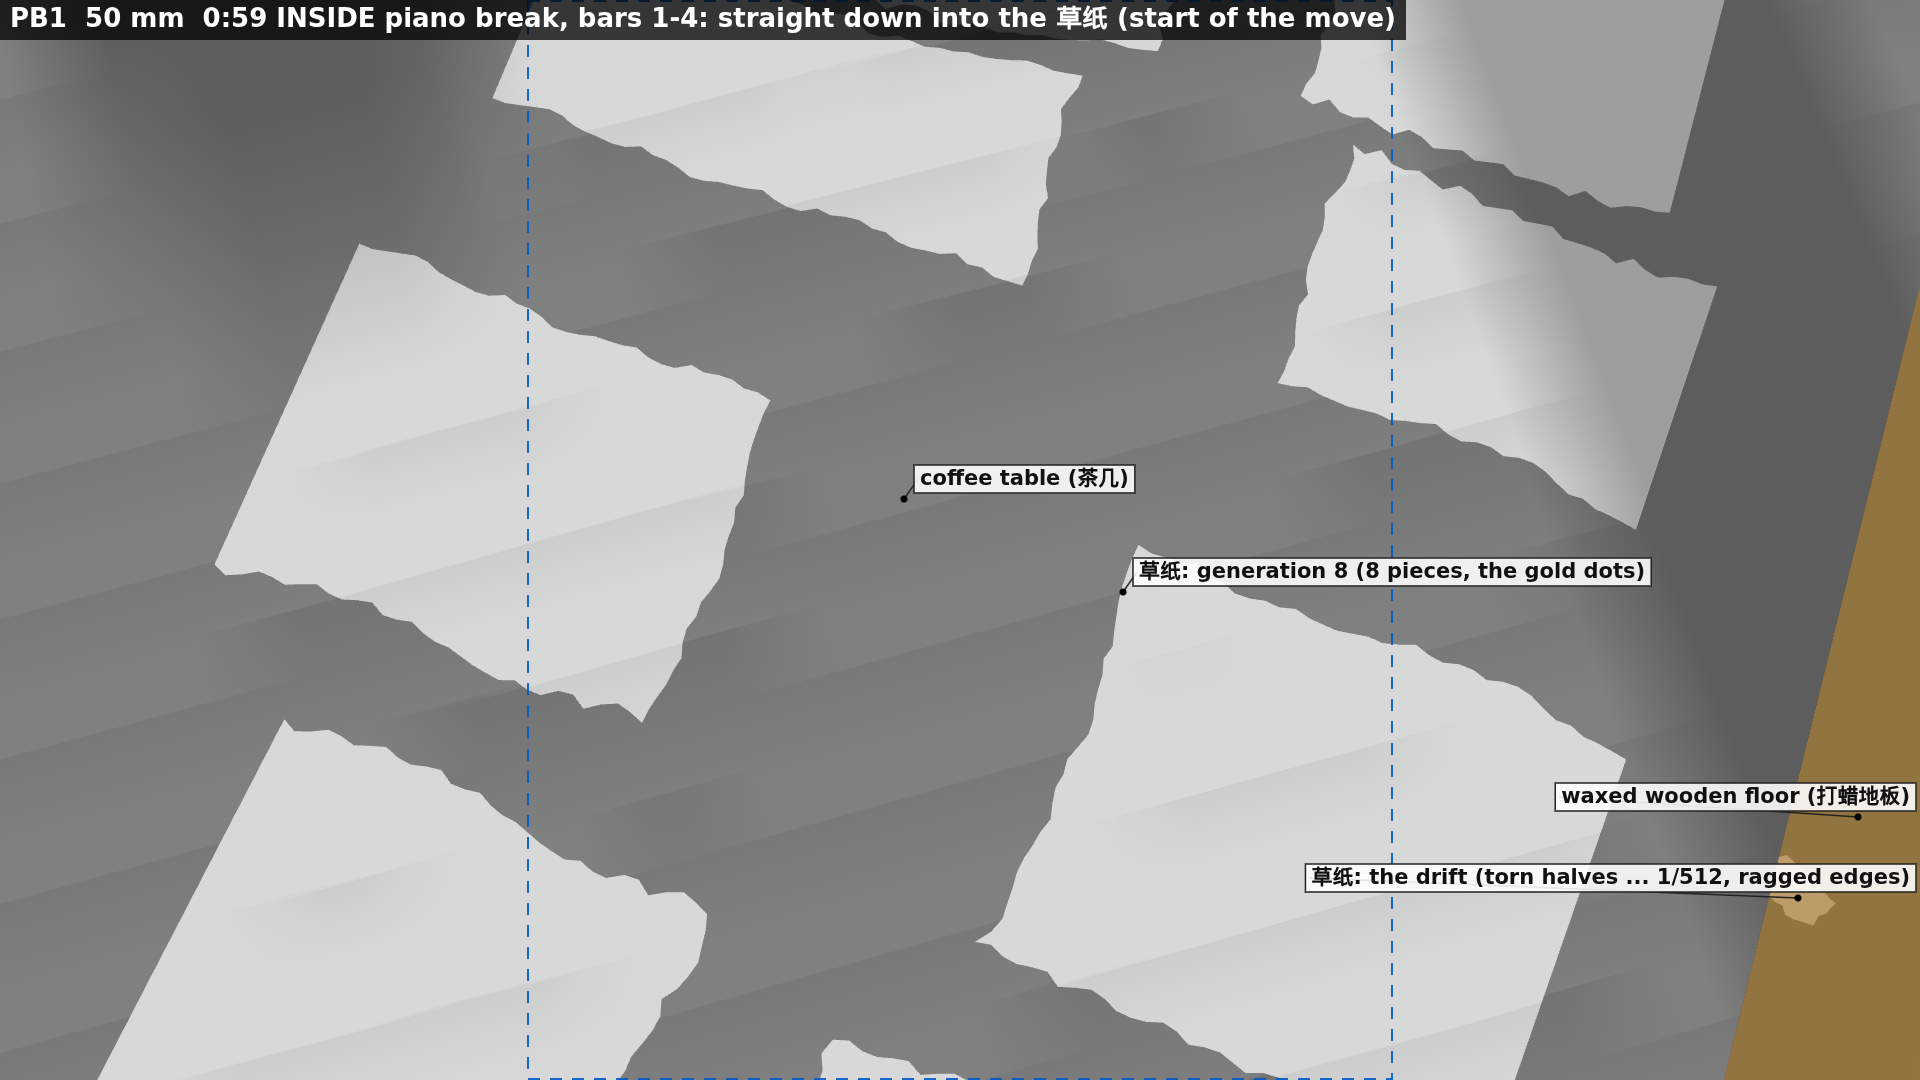 PB1 50 mm 0:59 INSIDE piano break, bars 1-4: straight down into the 草纸 (start of the move)
coffee table (茶几)
草纸: generation 8 (8 pieces, the gold dots)
waxed wooden floor (打蜡地板)
草纸: the drift (torn halves ... 1/512, ragged edges)